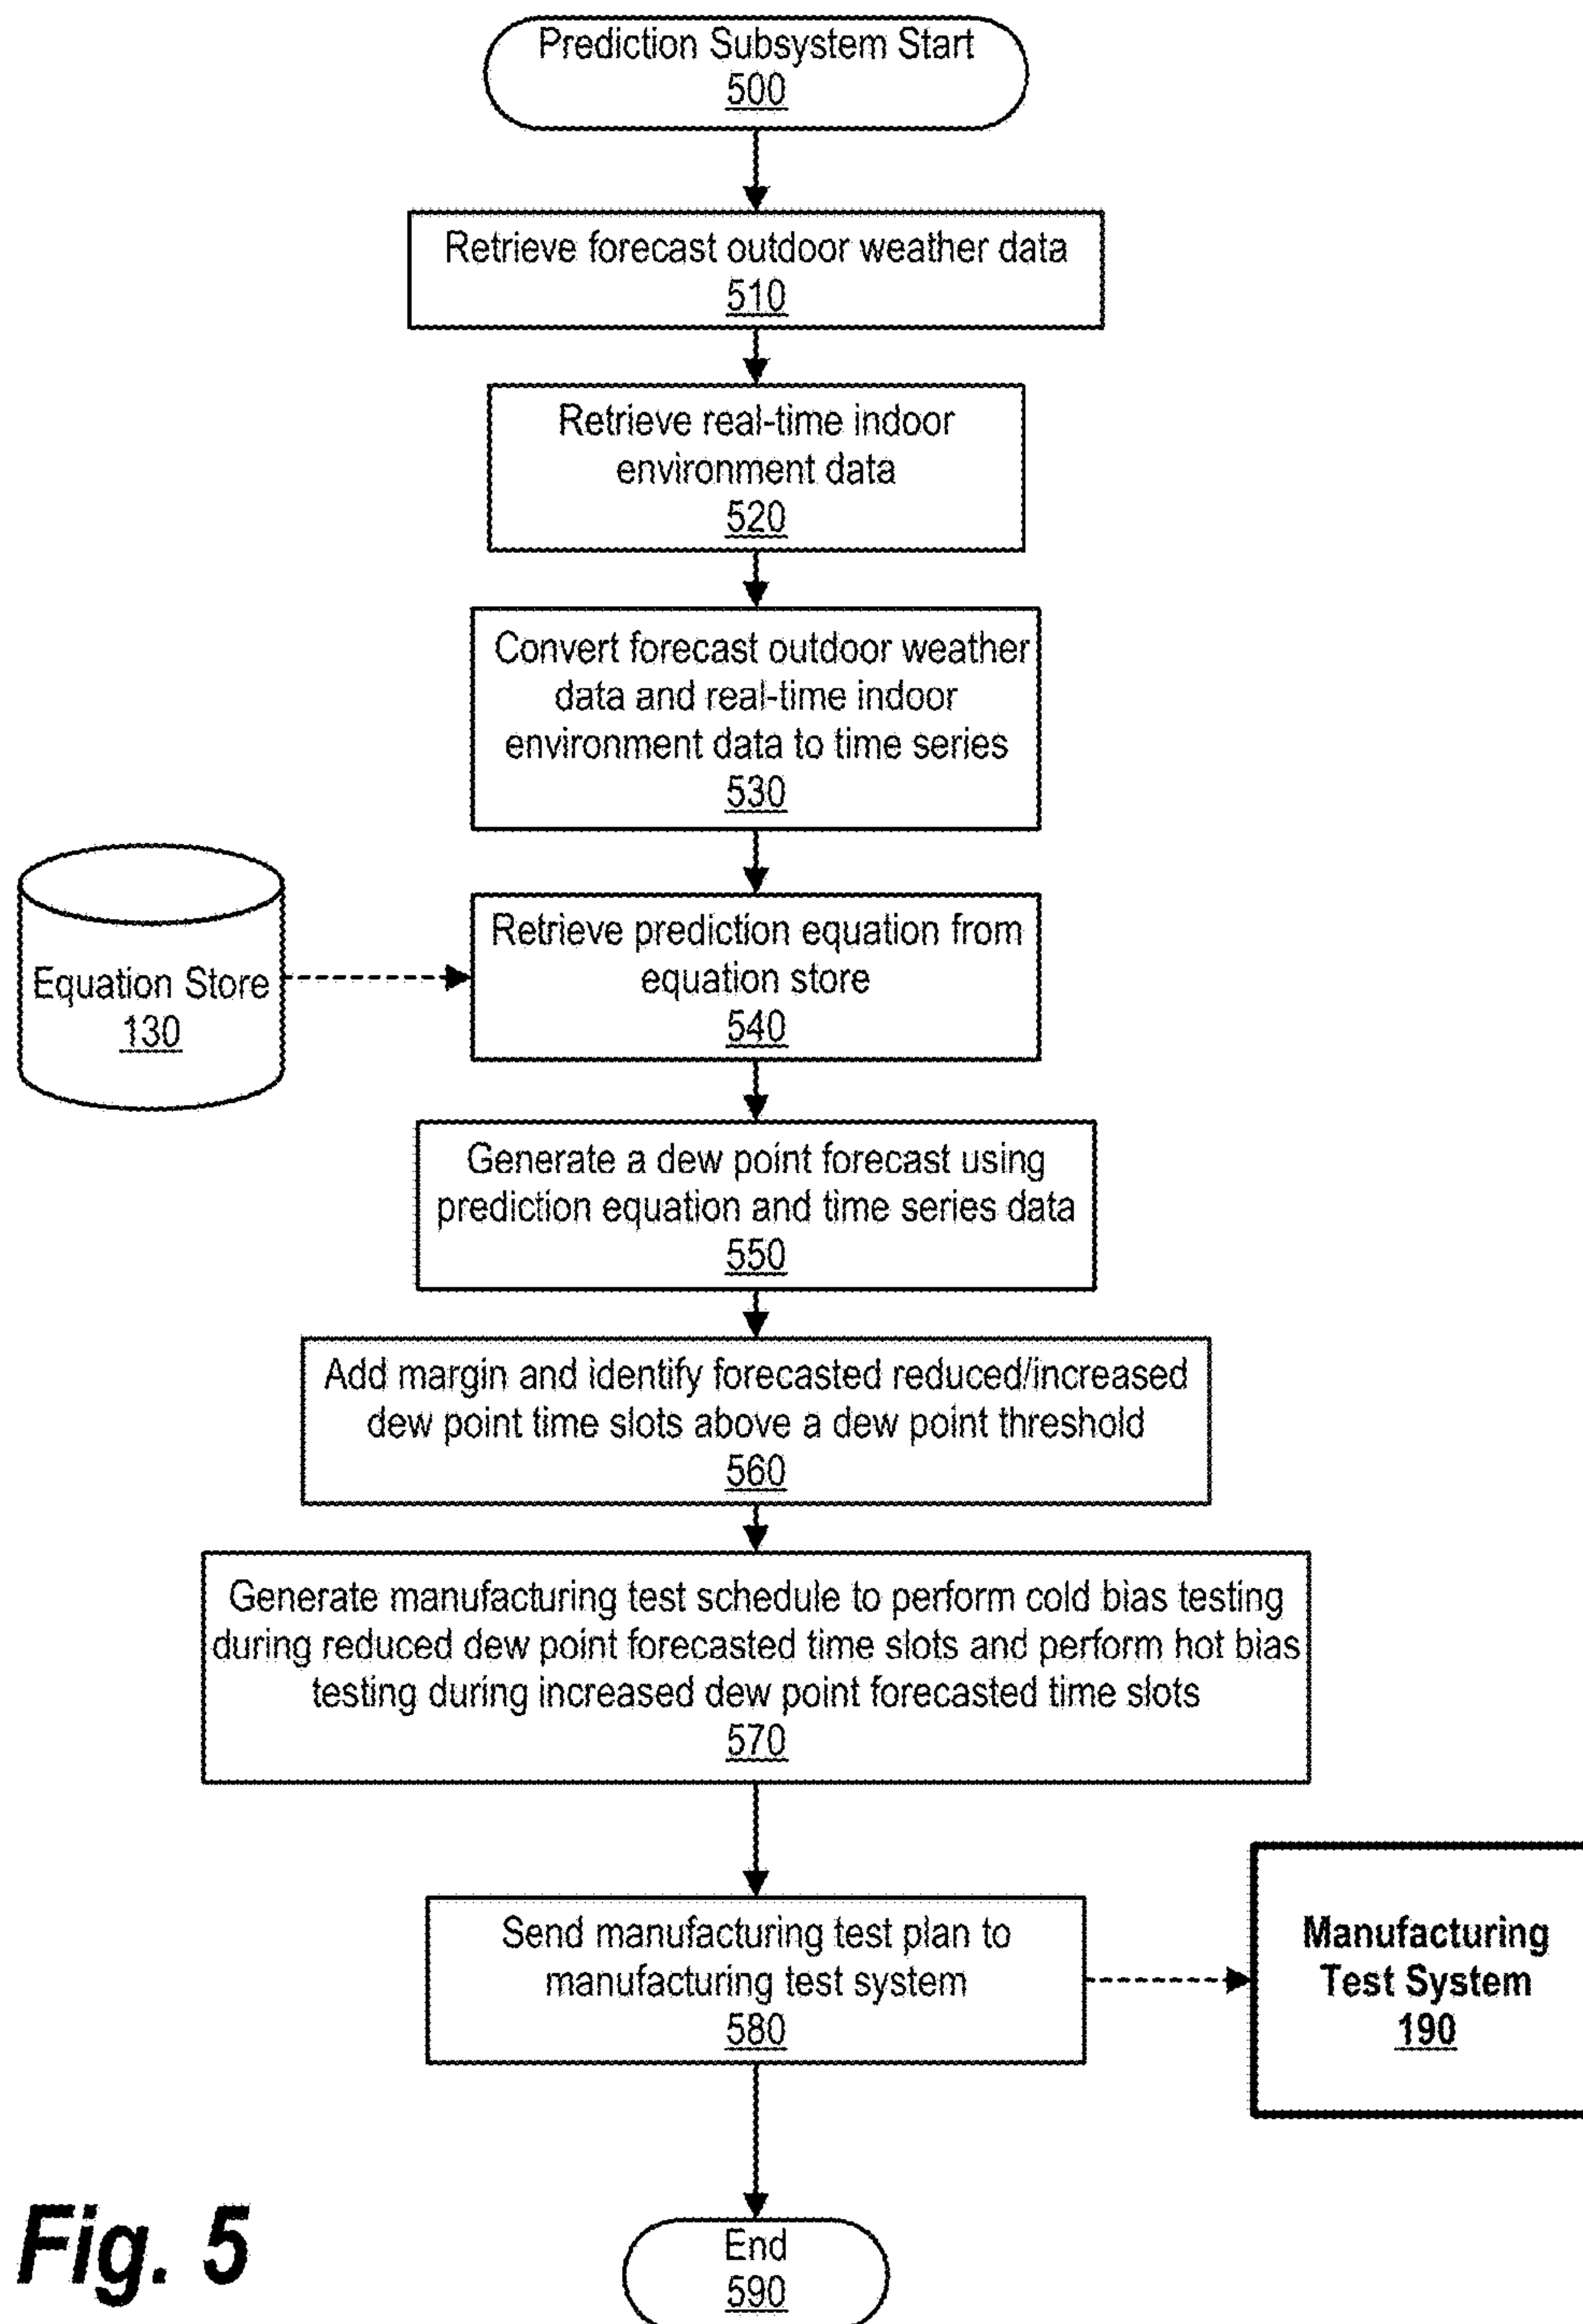 Prediction Subsystem Start
500
Retrieve forecast outdoor weather data
510
Retrieve real-time indoor
environment data
520
Convert forecast outdoor weather
data and real-time indoor
environment data to time series
530
Equation Store
130
Retrieve prediction equation from
equation store
540
Generate a dew point forecast using
prediction equation and time series data
550
Add margin and identify forecasted reduced/increased
dew point time slots above a dew point threshold
560
Generate manufacturing test schedule to perform cold bias testing
during reduced dew point forecasted time slots and perform hot bias
testing during increased dew point forecasted time slots
570
Send manufacturing test plan to
manufacturing test system
580
Manufacturing
Test System
190
End
590
Fig. 5